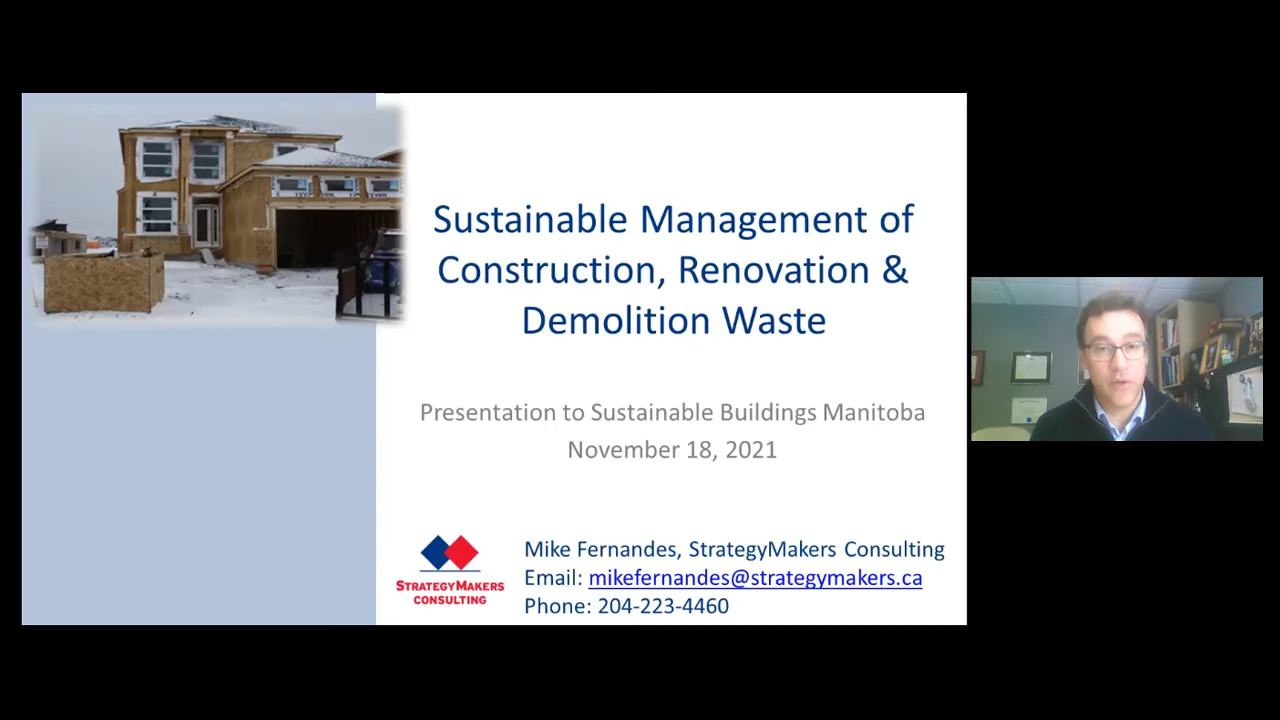 Sustainable Management of
Construction, Renovation &
Demolition Waste
Presentation to Sustainable Buildings Manitoba
November 18, 2021
STRATEGYMAKERS
CONSULTING
Mike Fernandes, StrategyMakers Consulting
Email: mikefernandes@strategymakers.ca
Phone: 204-223-4460